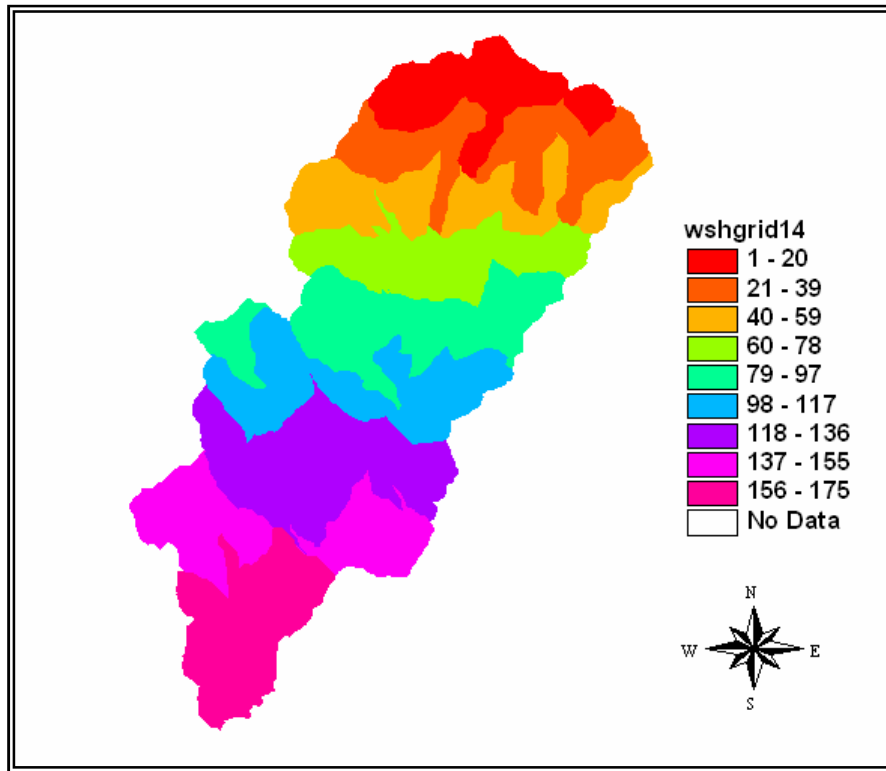 wshgrid14
1 - 20
21 - 39
40 - 59
60 - 78
79 - 97
98 - 117
118 - 136
137 - 155
156 - 175
No Data
N
W E
S